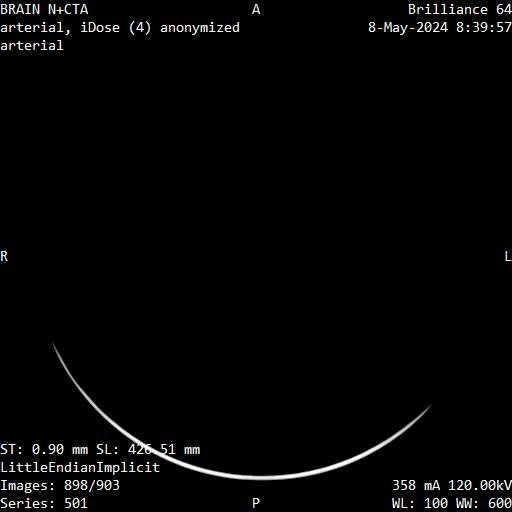 BRAIN N+CTA
A
Brilliance 64
arterial, iDose (4) anonymized
8-May-2024 8:39:57
arterial
R
L
ST: 0.90 mm SL: 426.51 mm
LittleEndianImplicit
Images: 898/903
358 mA 120.00kV
Series: 501
P
WL: 100 WW: 600